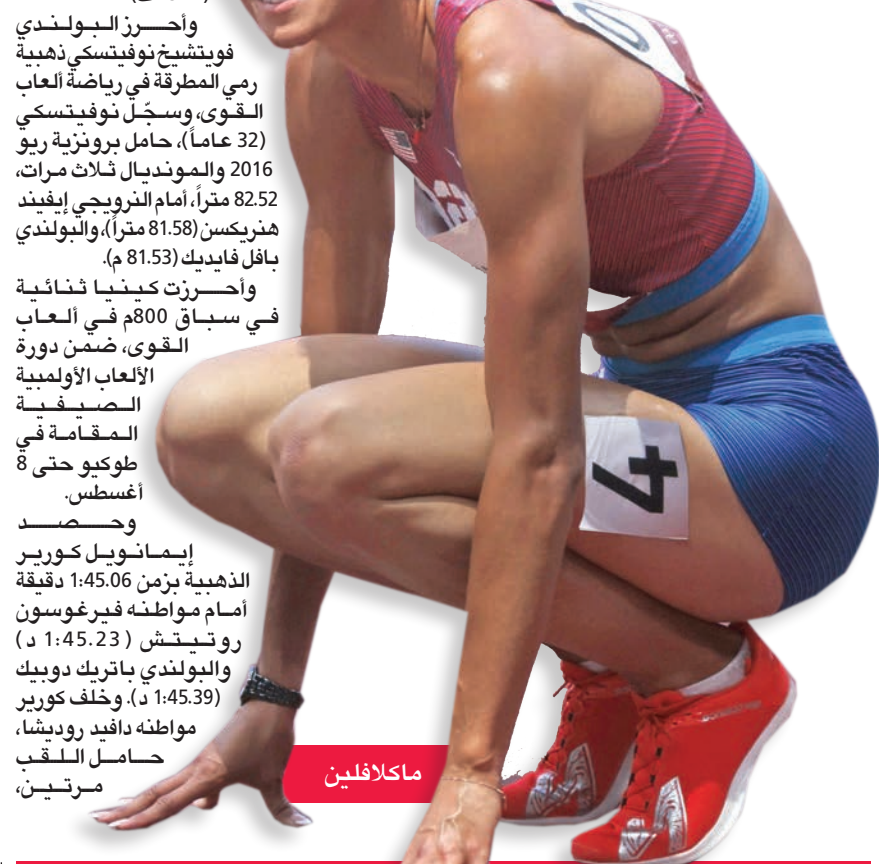 وأحرز البولندي
فويتشيخ نوفيتسكي ذهبية
رمي المطرقة في رياضة ألعاب
القوى، وسجّل نوفيتسكي
(32 عاماً)، حامل برونزية ريو
2016 والمونديال ثلاث مرات،
82.52 متراً، أمام النرويجي إيفيند
هنريكسن (81.58 متراً)، والبولندي
بافل فايديك (81.53 م).
وأحرزت كينيا ثنائية
في سباق 800م في ألعاب
القوى، ضمن دورة
الألعاب الأولمبية
الصيفية
المقامة في
طوكيو حتى 8
أغسطس.
وحصد
إيمانويل كورير
الذهبية بزمن 1:45.06 دقيقة
أمام مواطنه فيرغوسون
روتيتش (1:45.23 د)
والبولندي باتريك دوبيك
(1:45.39 د). وخلف كورير
مواطنه دافيد روديشا،
حامل اللقب
مرتين،
ماكلافلين
4